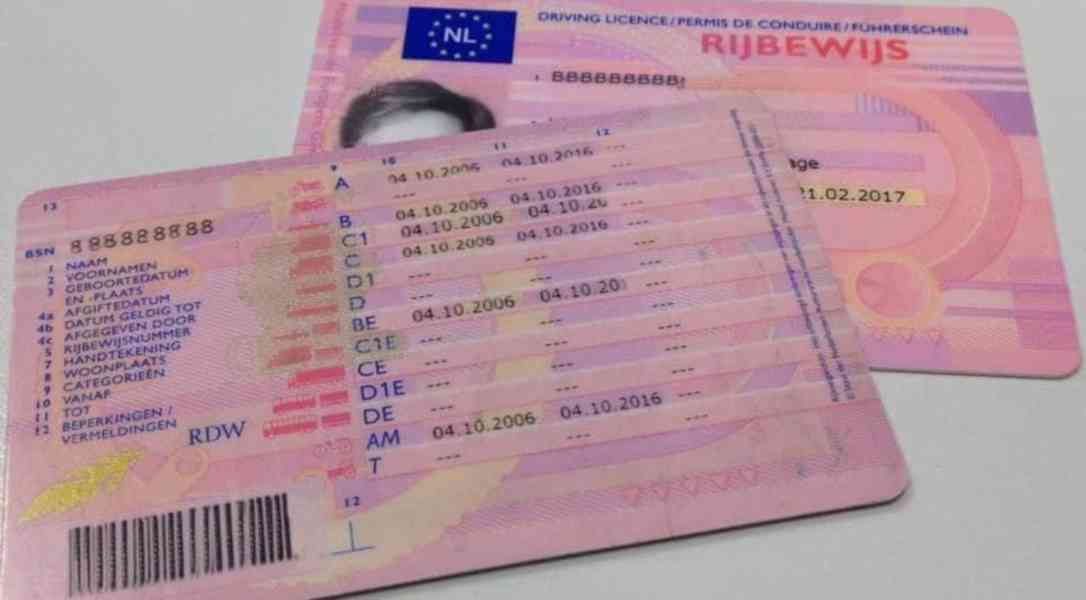 NL
DRIVING LICENCE/PERMIS DE CONDUIRE/FÜHRERSCHEIN
RIJBEWIJS
888888888
21.02.2017
13
9 10 11 12
BSN 888888888
1 NAAM
2 VOORNAMEN
3 GEBOORTEDATUM
EN -PLAATS
4a AFGIFTEDATUM
4b DATUM GELDIG TOT
4c AFGEGEVEN DOOR
5 RIJBEWIJSNUMMER
7 HANDTEKENING
8 WOONPLAATS
9 CATEGORIEËN
10 VANAF
11 TOT
12 BEPERKINGEN /
VERMELDINGEN
RDW
A 04.10.2006 04.10.2016 ---
--- ---
B 04.10.2006 04.10.2016 ---
C1 04.10.2006 04.10.20
C 04.10.2006 04.10.2016 ---
D1 --- ---
D --- ---
BE 04.10.2006 04.10.20 ---
C1E --- --- ---
CE --- ---
D1E --- --- ---
DE --- ---
AM 04.10.2006 04.10.2016 ---
T --- ---
12